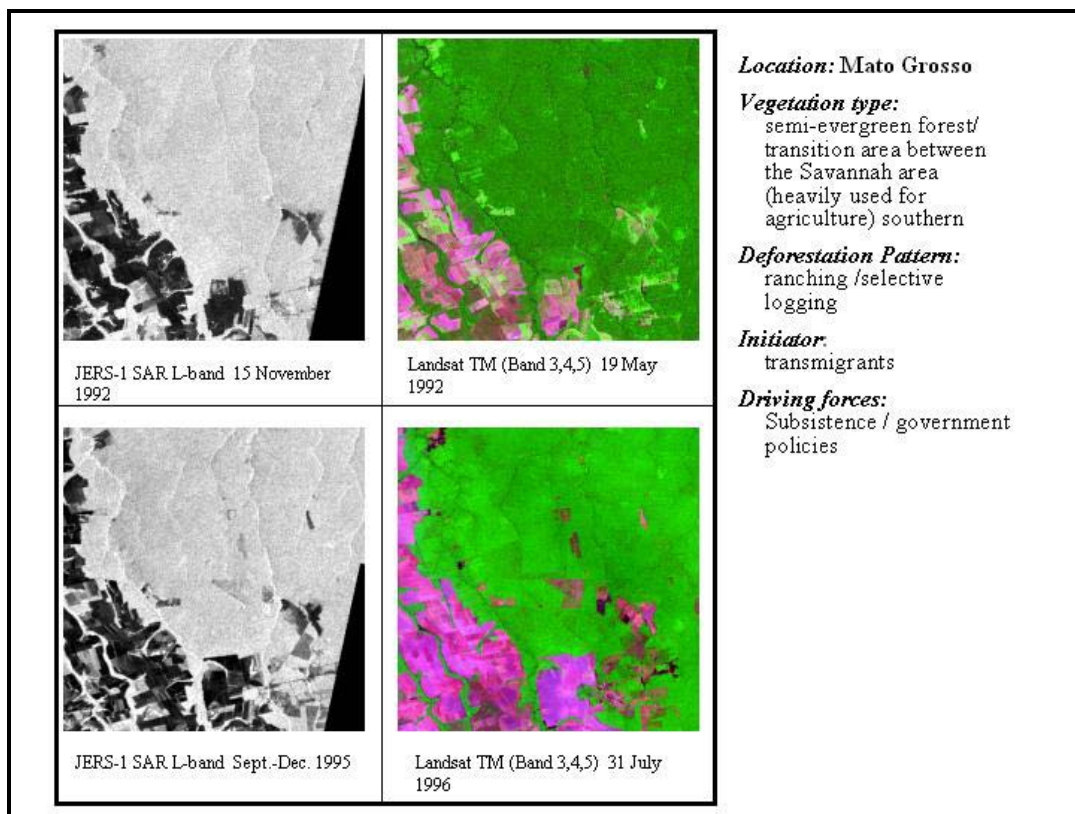 JERS-1 SAR L-band 15 November
1992
Landsat TM (Band 3,4,5) 19 May
1992
JERS-1 SAR L-band Sept.-Dec. 1995
Landsat TM (Band 3,4,5) 31 July
1996
Location: Mato Grosso
Vegetation type:
semi-evergreen forest/
transition area between
the Savannah area
(heavily used for
agriculture) southern
Deforestation Pattern:
ranching /selective
logging
Initiator:
transmigrants
Driving forces:
Subsistence / government
policies